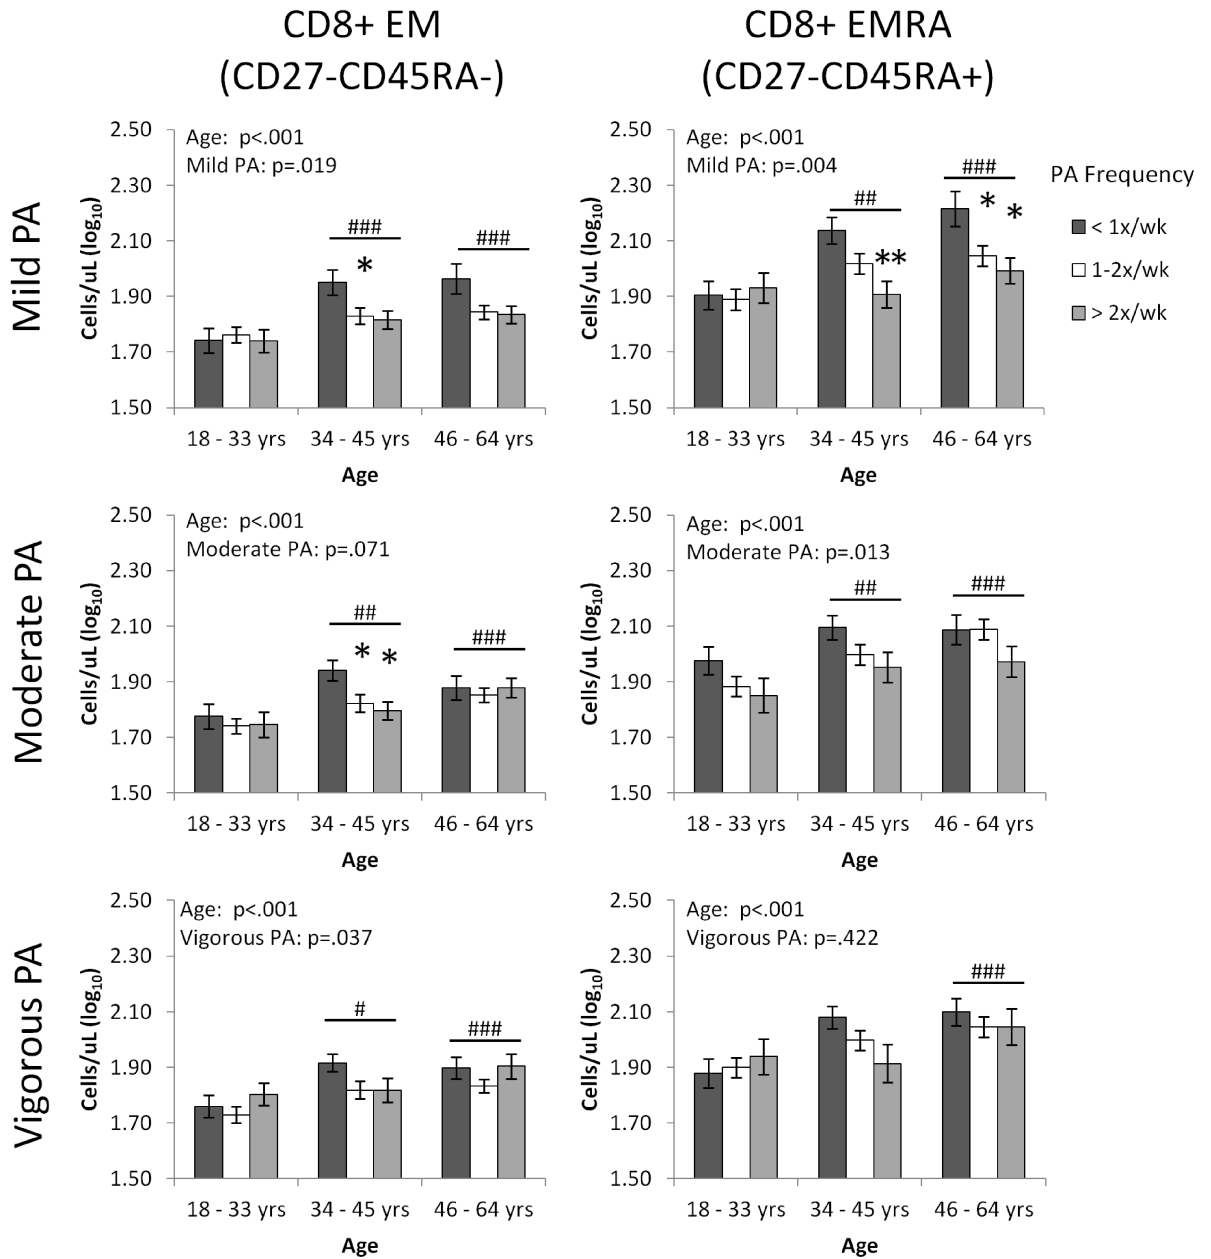 CD8+ EM
(CD27-CD45RA-)
CD8+ EMRA
(CD27-CD45RA+)
Mild PA
Cells/uL (log10)
2.50
2.30
2.10
1.90
1.70
1.50
Age: p<.001
Mild PA: p=.019
###
*
###
18 - 33 yrs
34 - 45 yrs
46 - 64 yrs
Age
Cells/uL (log10)
2.50
2.30
2.10
1.90
1.70
1.50
Age: p<.001
Mild PA: p=.004
##
**
###
* *
18 - 33 yrs
34 - 45 yrs
46 - 64 yrs
Age
PA Frequency
< 1x/wk
1-2x/wk
> 2x/wk
Moderate PA
Cells/uL (log10)
2.50
2.30
2.10
1.90
1.70
1.50
Age: p<.001
Moderate PA: p=.071
##
* *
###
18 - 33 yrs
34 - 45 yrs
46 - 64 yrs
Age
Cells/uL (log10)
2.50
2.30
2.10
1.90
1.70
1.50
Age: p<.001
Moderate PA: p=.013
##
###
18 - 33 yrs
34 - 45 yrs
46 - 64 yrs
Age
Vigorous PA
Cells/uL (log10)
2.50
2.30
2.10
1.90
1.70
1.50
Age: p<.001
Vigorous PA: p=.037
#
###
18 - 33 yrs
34 - 45 yrs
46 - 64 yrs
Age
Cells/uL (log10)
2.50
2.30
2.10
1.90
1.70
1.50
Age: p<.001
Vigorous PA: p=.422
###
18 - 33 yrs
34 - 45 yrs
46 - 64 yrs
Age